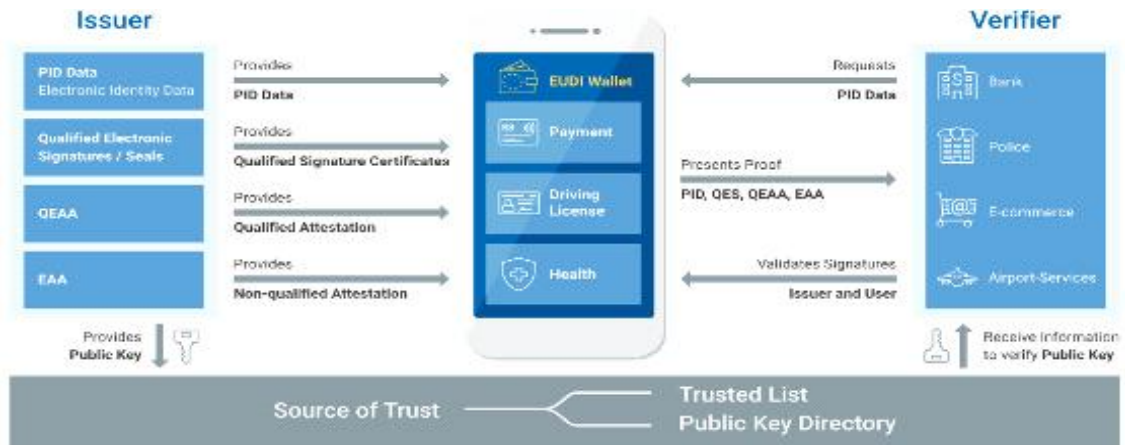 Issuer
PID Data
Electronic Identity Data
Qualified Electronic
Signatures / Seals
QEAA
EAA
Provides
PID Data
Provides
Qualified Signature Certificates
Provides
Qualified Attestation
Provides
Non-qualified Attestation
EUDI Wallet
Payment
Driving
License
Health
Verifier
Requests
PID Data
Presents Proof
PID, QES, QEAA, EAA
Validates Signatures
Issuer and User
Bank
Police
E-commerce
Airport-Services
Provides
Public Key
Receive Information
to verify Public Key
Source of Trust
Trusted List
Public Key Directory